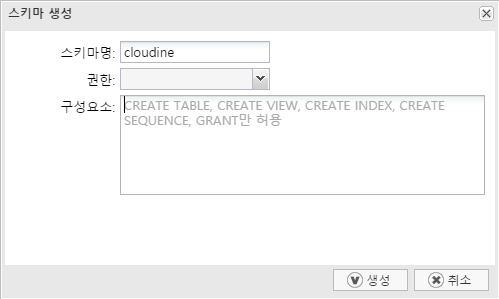 스키마 생성
스키마명: cloudine
권한:
구성요소: CREATE TABLE, CREATE VIEW, CREATE INDEX, CREATE
SEQUENCE, GRANT만 허용
생성 취소